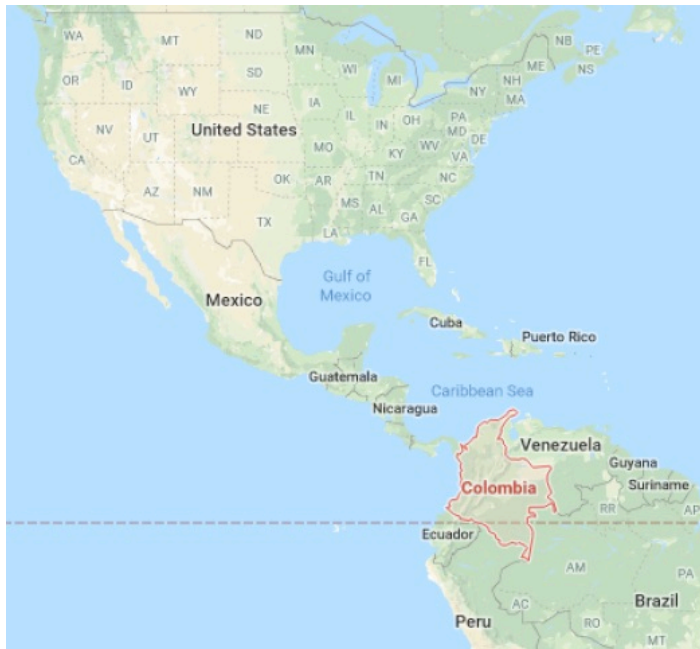 WA
MT
ND
MN
NB
PE
OR
ID
WY
SD
WI
MI
ME
NS
NH
NY
MA
NE
IA
IL
IN
OH
PA
MD
DE
NV
UT
United States
MO
KY
WV
VA
CA
AZ
NM
OK
AR
TN
NC
MS
AL
GA
SC
TX
LA
FL
Gulf of
Mexico
Mexico
Cuba
Puerto Rico
Guatemala
Caribbean Sea
Nicaragua
Venezuela
Guyana
Colombia
Suriname
RR
AP
Ecuador
AM
PA
AC
Brazil
Peru
RO
MT